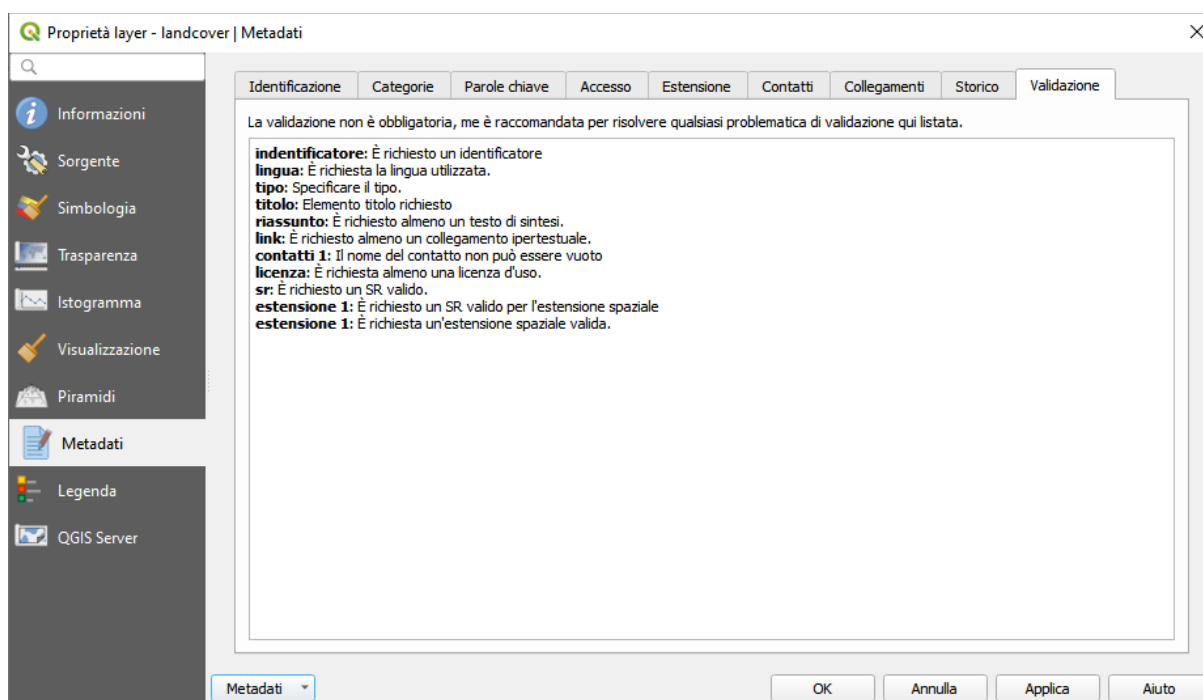 Proprietà layer - landcover | Metadati
Informazioni
Sorgente
Simbologia
Trasparenza
Istogramma
Visualizzazione
Piramidi
Metadati
Legenda
QGIS Server
Identificazione Categorie Parole chiave Accesso Estensione Contatti Collegamenti Storico Validazione
La validazione non è obbligatoria, me è raccomandata per risolvere qualsiasi problematica di validazione qui listata.
indentificatore: È richiesto un identificatore
lingua: È richiesta la lingua utilizzata.
tipo: Specificare il tipo.
titolo: Elemento titolo richiesto
riassunto: È richiesto almeno un testo di sintesi.
link: È richiesto almeno un collegamento ipertestuale.
contatti 1: Il nome del contatto non può essere vuoto
licenza: È richiesta almeno una licenza d'uso.
sr: È richiesto un SR valido.
estensione 1: È richiesto un SR valido per l'estensione spaziale
estensione 1: È richiesta un'estensione spaziale valida.
Metadati OK Annulla Applica Aiuto